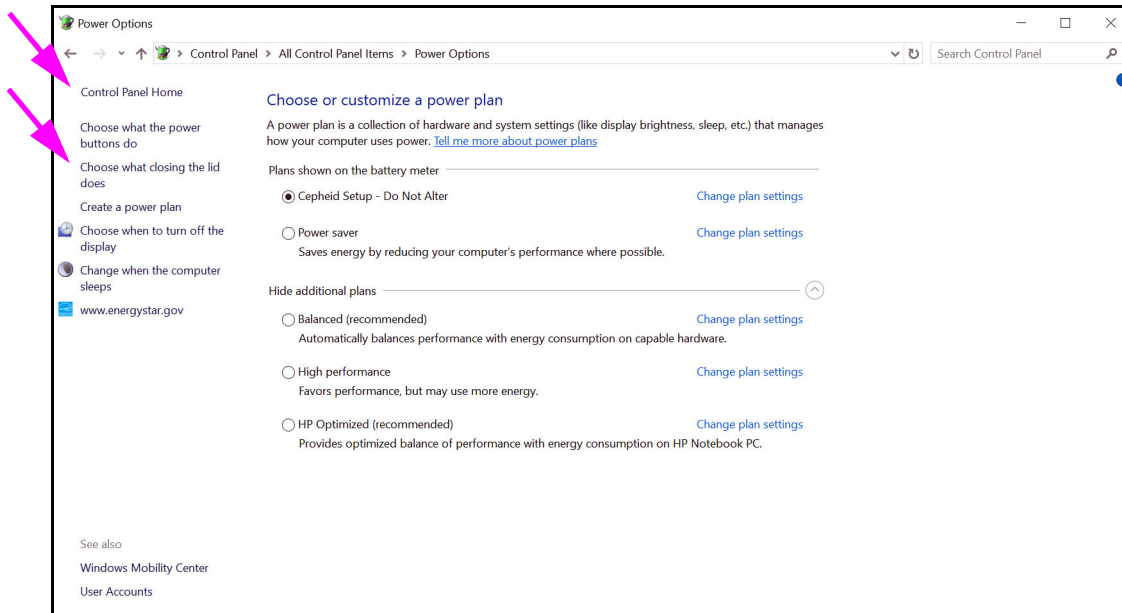 Power Options
Control Panel > All Control Panel Items > Power Options
Search Control Panel
Control Panel Home
Choose what the power
buttons do
Choose what closing the lid
does
Create a power plan
Choose when to turn off the
display
Change when the computer
sleeps
www.energystar.gov
Choose or customize a power plan
A power plan is a collection of hardware and system settings (like display brightness, sleep, etc.) that manages
how your computer uses power. Tell me more about power plans
Plans shown on the battery meter
Cepheid Setup - Do Not Alter Change plan settings
Power saver Change plan settings
Saves energy by reducing your computer's performance where possible.
Hide additional plans
Balanced (recommended) Change plan settings
Automatically balances performance with energy consumption on capable hardware.
High performance Change plan settings
Favors performance, but may use more energy.
HP Optimized (recommended) Change plan settings
Provides optimized balance of performance with energy consumption on HP Notebook PC.
See also
Windows Mobility Center
User Accounts